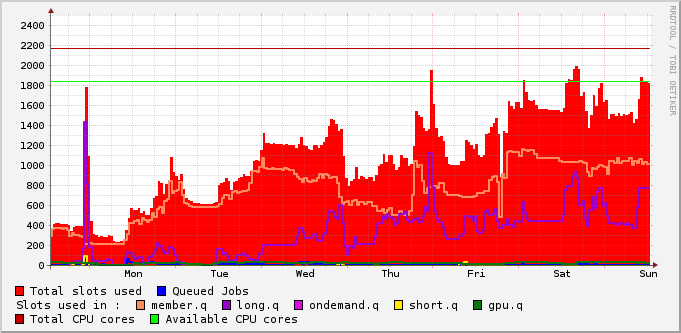 2400
2200
2000
1800
1600
1400
1200
1000
800
600
400
200
0
Mon Tue Wed Thu Fri Sat Sun
RRDTOOL / TOBI OETIKER
Total slots used Queued Jobs
Slots used in : member.q long.q ondemand.q short.q gpu.q
Total CPU cores Available CPU cores